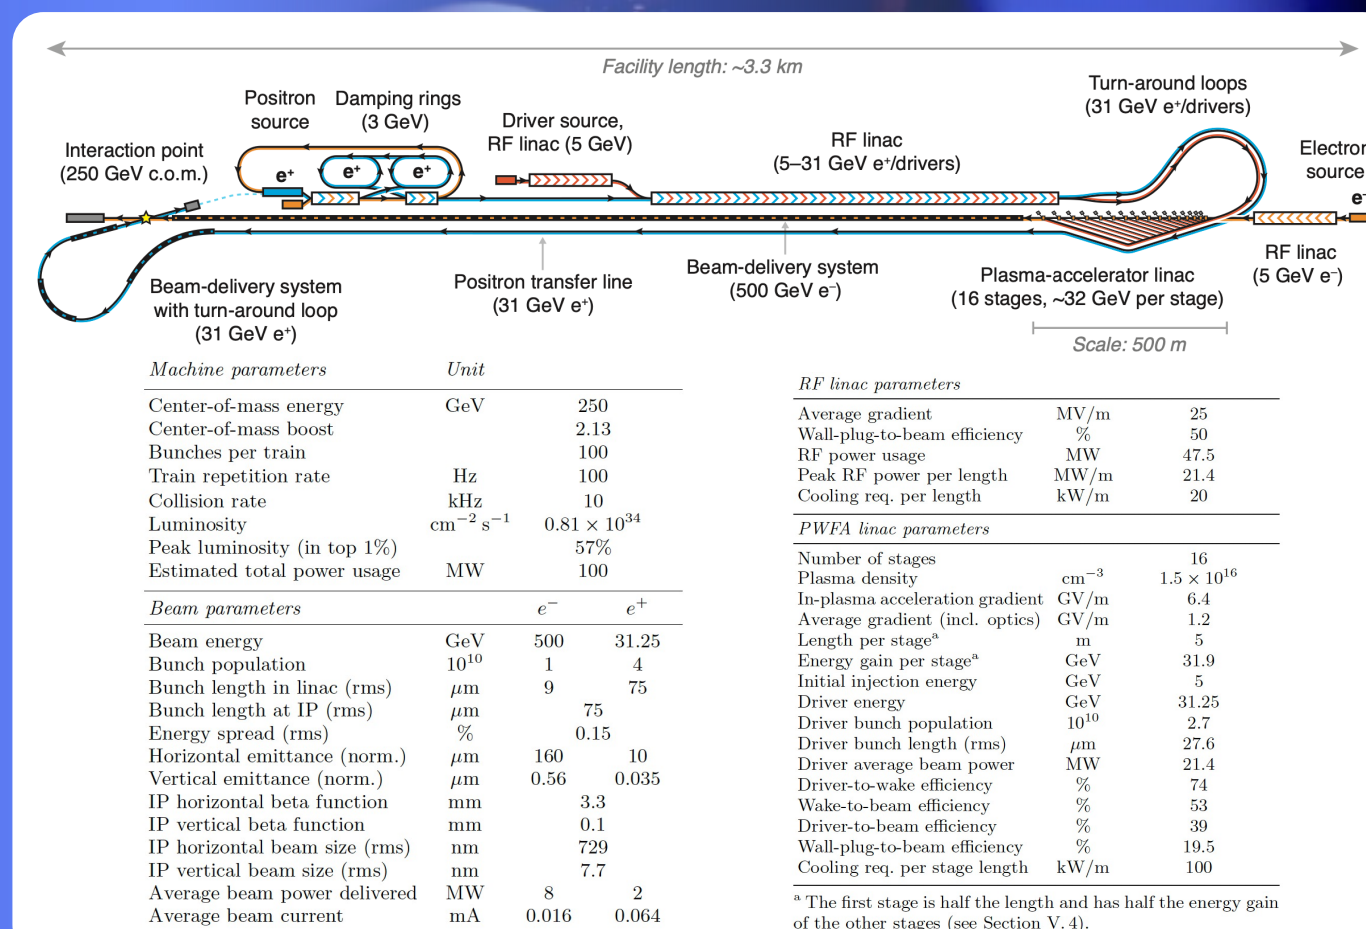 Facility length: ~3.3 km
Turn-around loops
(31 GeV e⁺/drivers)
Positron
source
Damping rings
(3 GeV)
Driver source,
RF linac (5 GeV)
RF linac
(5–31 GeV e⁺/drivers)
Electron
source
Interaction point
(250 GeV c.o.m.)
e⁺
e⁺
e⁺
e⁻
RF linac
(5 GeV e⁻)
Beam-delivery system
with turn-around loop
(31 GeV e⁺)
Positron transfer line
(31 GeV e⁺)
Beam-delivery system
(500 GeV e⁻)
Plasma-accelerator linac
(16 stages, ~32 GeV per stage)
Scale: 500 m
Machine parameters Unit
Center-of-mass energy GeV 250
Center-of-mass boost 2.13
Bunches per train 100
Train repetition rate Hz 100
Collision rate kHz 10
Luminosity cm⁻² s⁻¹ 0.81 × 10³⁴
Peak luminosity (in top 1%) 57%
Estimated total power usage MW 100
Beam parameters e⁻ e⁺
Beam energy GeV 500 31.25
Bunch population 10¹⁰ 1 4
Bunch length in linac (rms) μm 9 75
Bunch length at IP (rms) μm 75
Energy spread (rms) % 0.15
Horizontal emittance (norm.) μm 160 10
Vertical emittance (norm.) μm 0.56 0.035
IP horizontal beta function mm 3.3
IP vertical beta function mm 0.1
IP horizontal beam size (rms) nm 729
IP vertical beam size (rms) nm 7.7
Average beam power delivered MW 8 2
Average beam current mA 0.016 0.064
RF linac parameters
Average gradient MV/m 25
Wall-plug-to-beam efficiency % 50
RF power usage MW 47.5
Peak RF power per length MW/m 21.4
Cooling req. per length kW/m 20
PWFA linac parameters
Number of stages 16
Plasma density cm⁻³ 1.5 × 10¹⁶
In-plasma acceleration gradient GV/m 6.4
Average gradient (incl. optics) GV/m 1.2
Length per stageᵃ m 5
Energy gain per stageᵃ GeV 31.9
Initial injection energy GeV 5
Driver energy GeV 31.25
Driver bunch population 10¹⁰ 2.7
Driver bunch length (rms) μm 27.6
Driver average beam power MW 21.4
Driver-to-wake efficiency % 74
Wake-to-beam efficiency % 53
Driver-to-beam efficiency % 39
Wall-plug-to-beam efficiency % 19.5
Cooling req. per stage length kW/m 100
ᵃ The first stage is half the length and has half the energy gain
of the other stages (see Section V. 4).